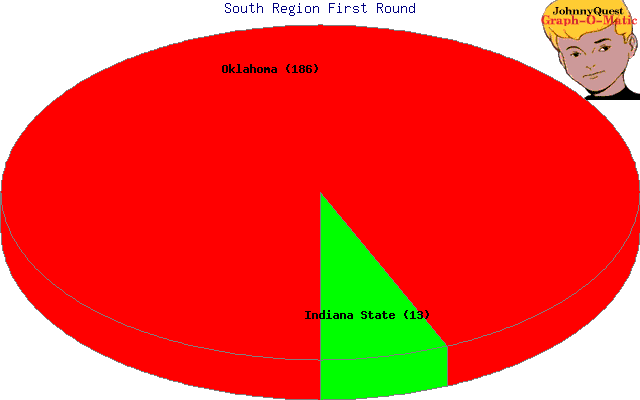 South Region First Round
JohnnyQuest
Graph-O-Matic
Oklahoma (186)
Indiana State (13)